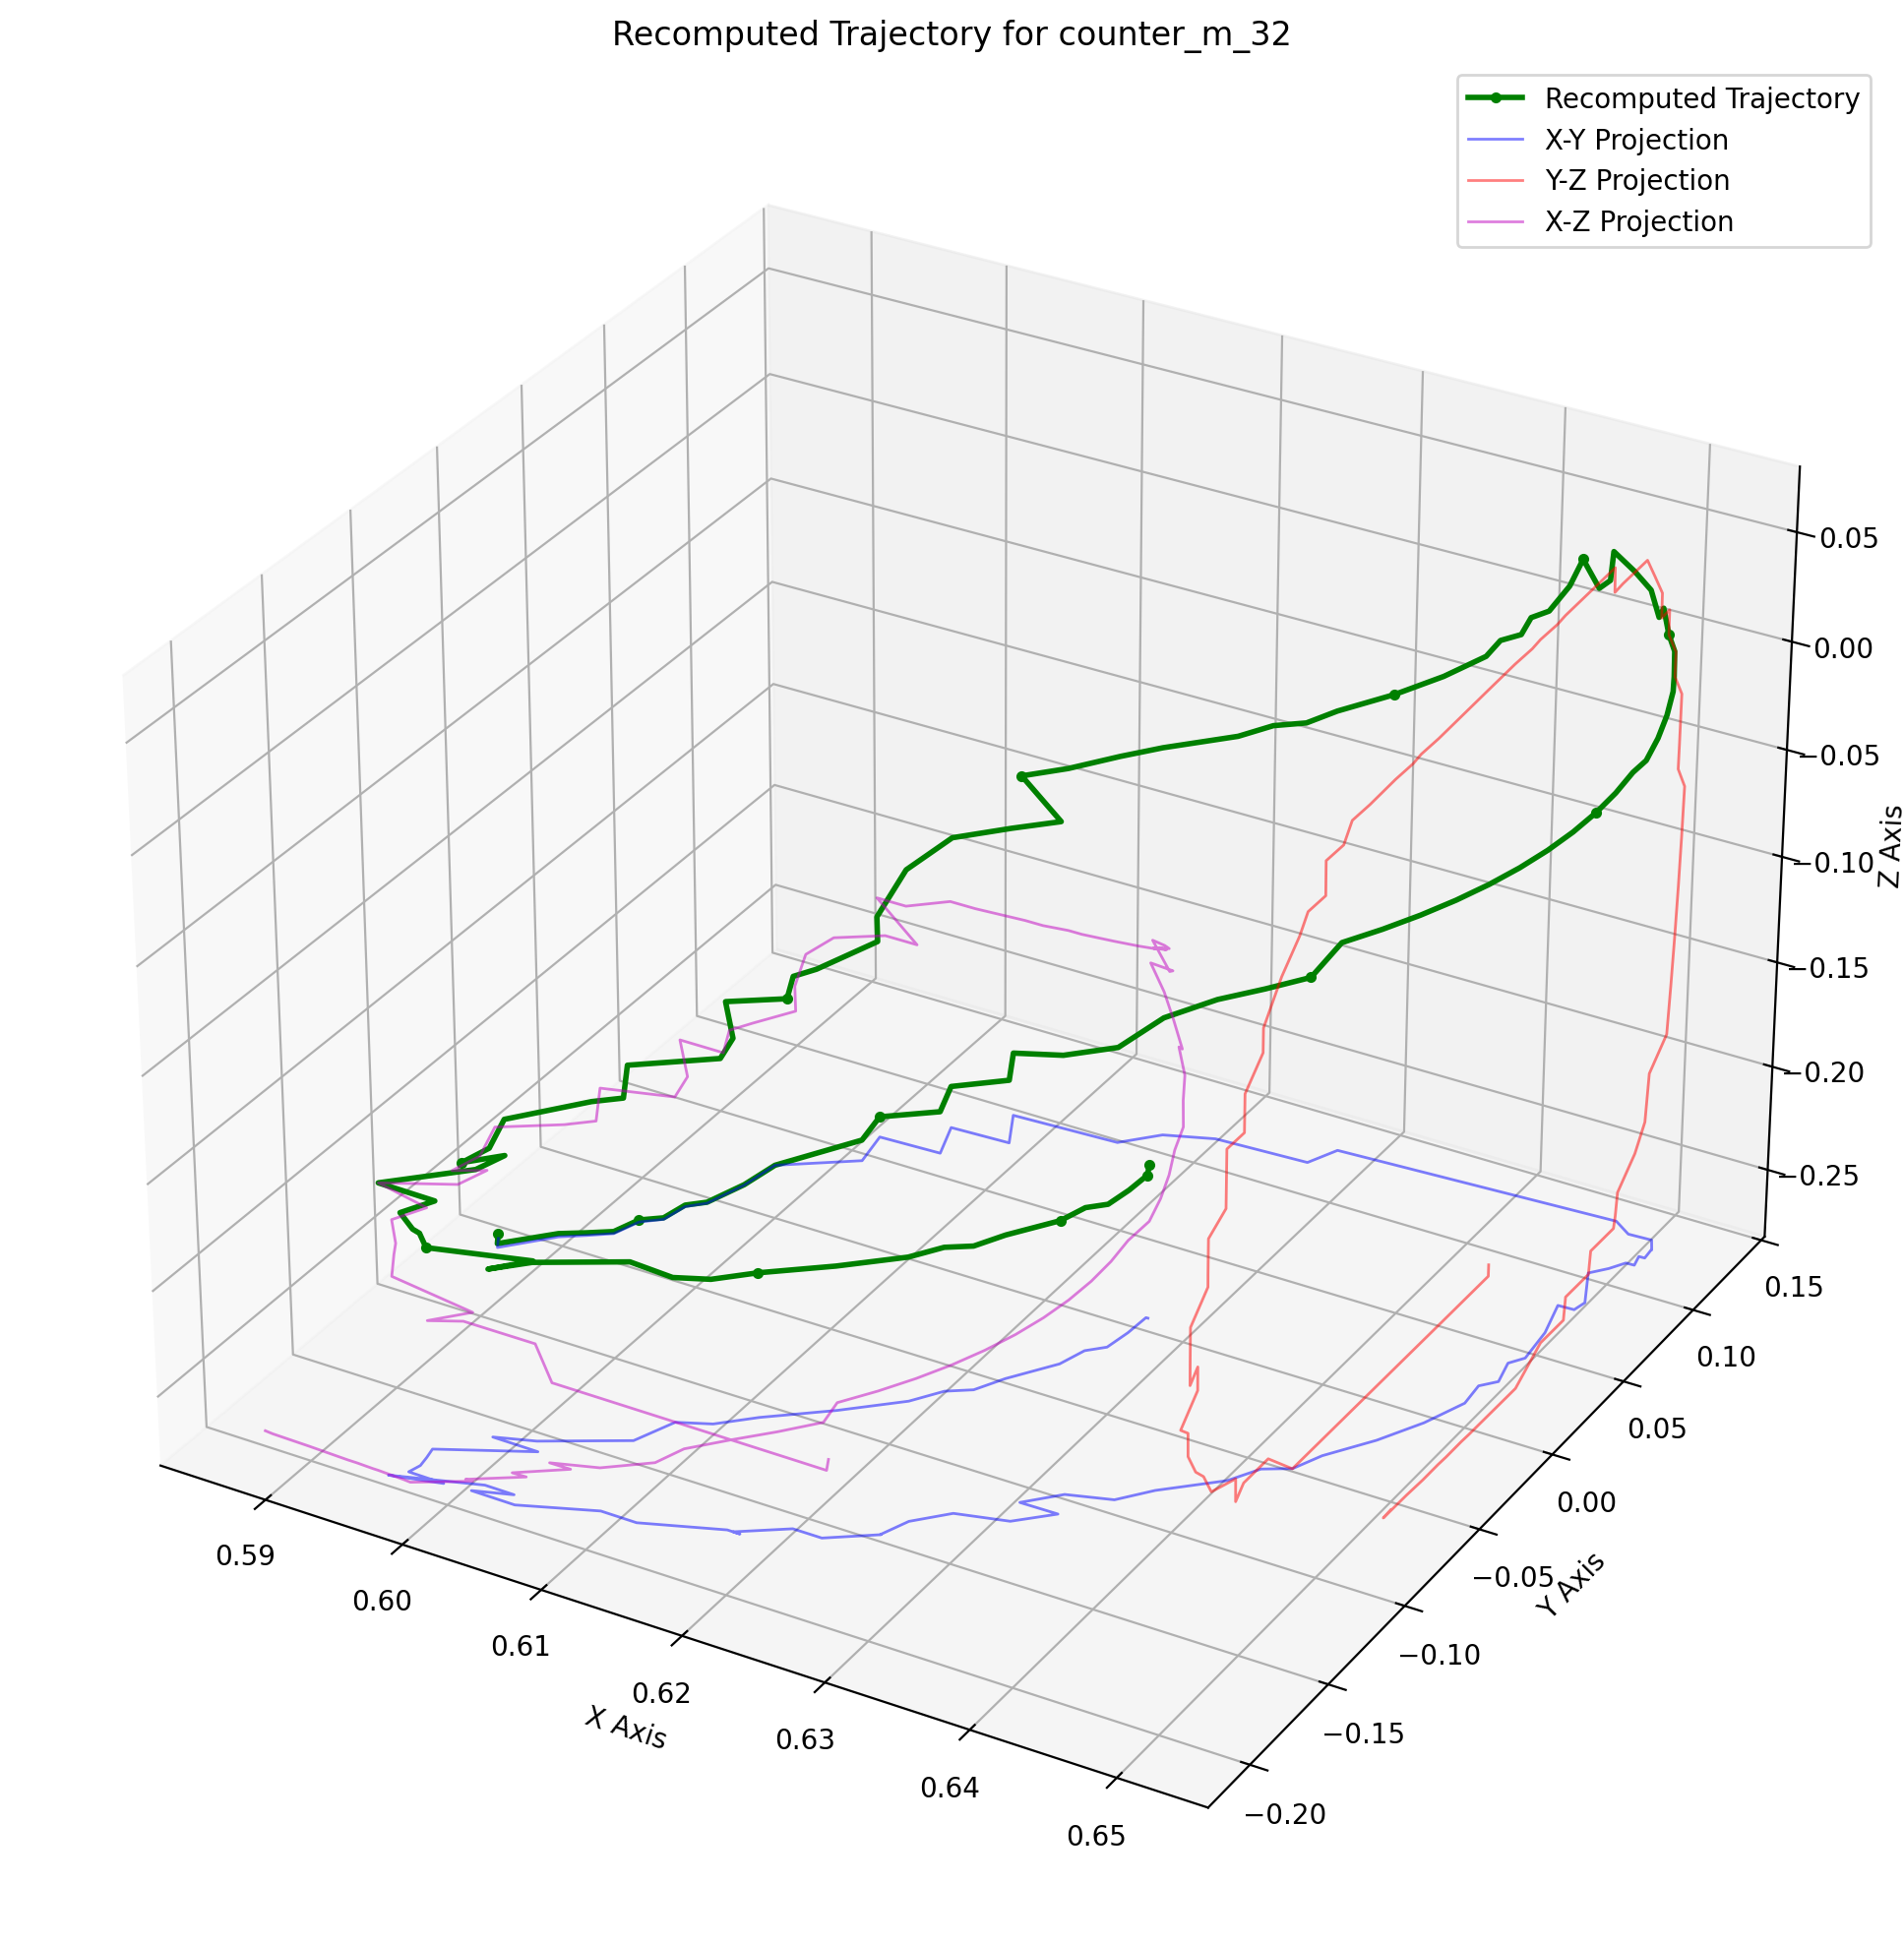 Recomputed Trajectory for counter_m_32
Recomputed Trajectory
X-Y Projection
Y-Z Projection
X-Z Projection
0.05
0.00
−0.05
−0.10
−0.15
−0.20
−0.25
Z Axis
0.15
0.10
0.05
0.00
−0.05
−0.10
−0.15
−0.20
Y Axis
0.59
0.60
0.61
0.62
0.63
0.64
0.65
X Axis